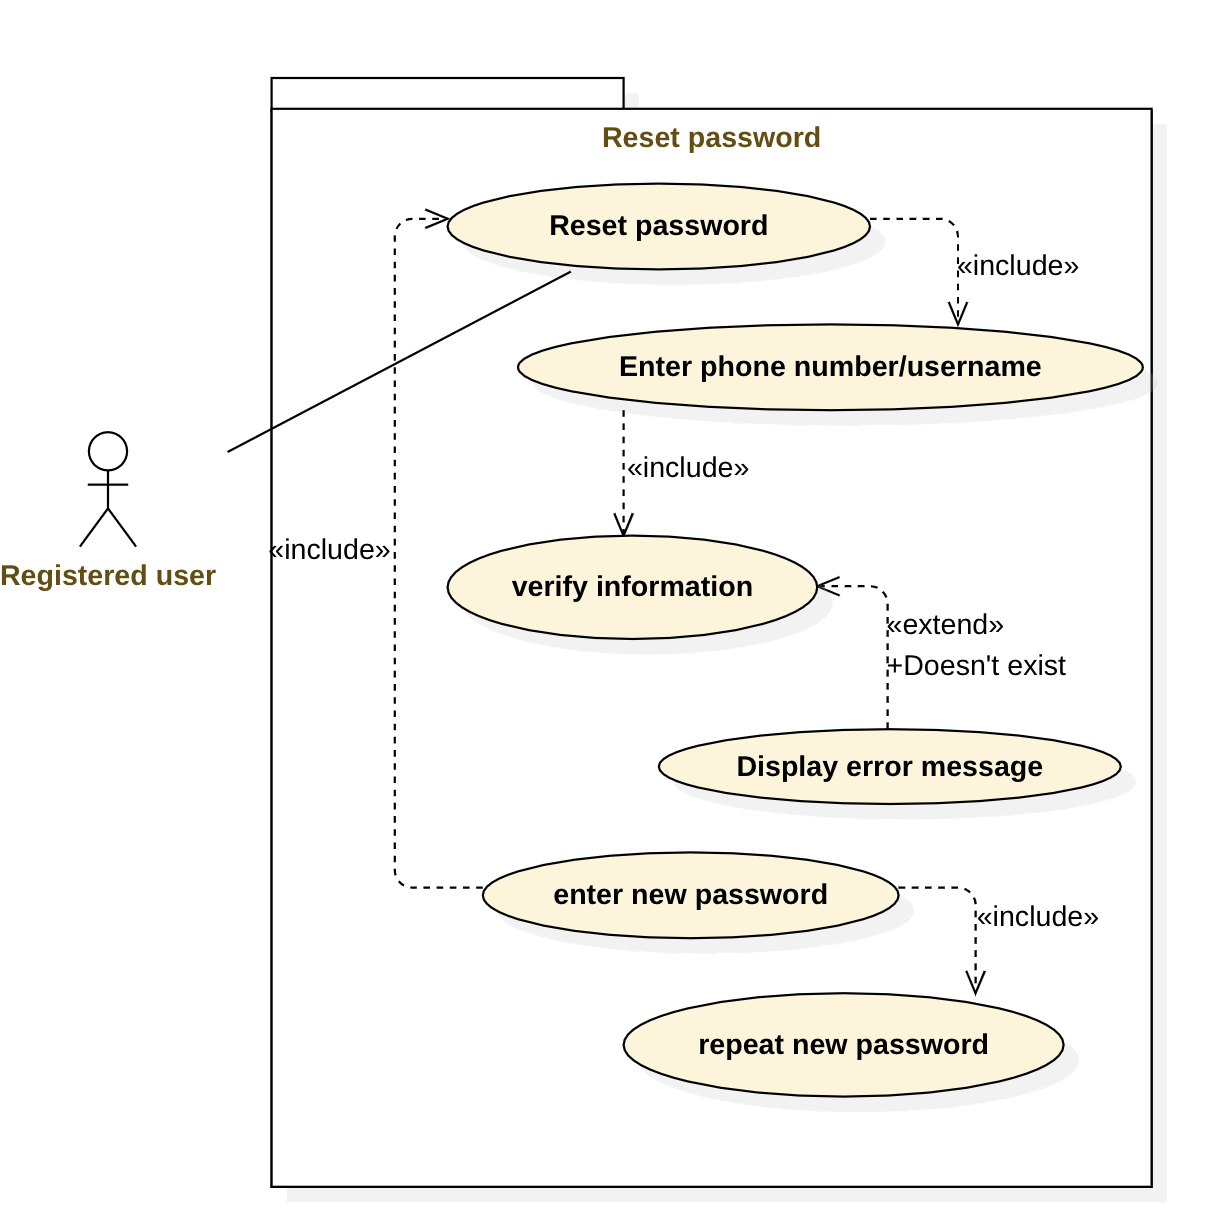 Reset password
Reset password
«include»
Enter phone number/username
«include»
«include»
Registered user
verify information
«extend»
+Doesn't exist
Display error message
enter new password
«include»
repeat new password